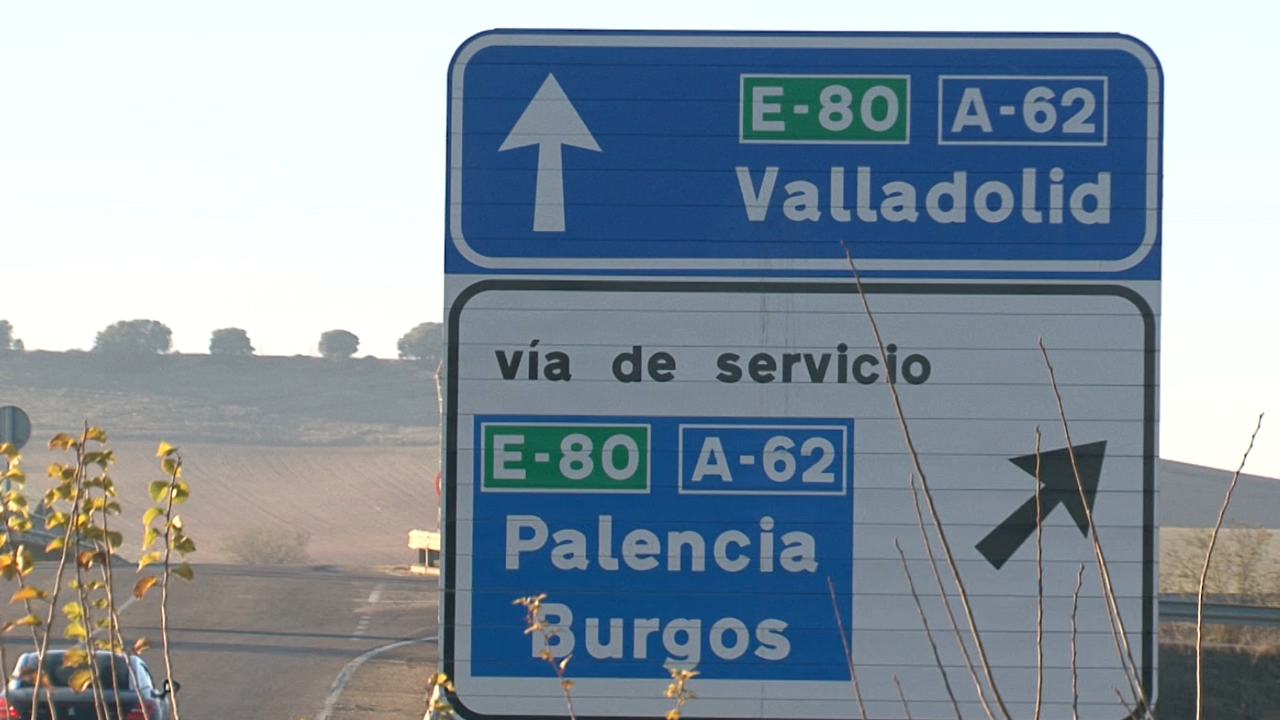 E-80 A-62
Valladolid
vía de servicio
E-80 A-62
Palencia
Burgos